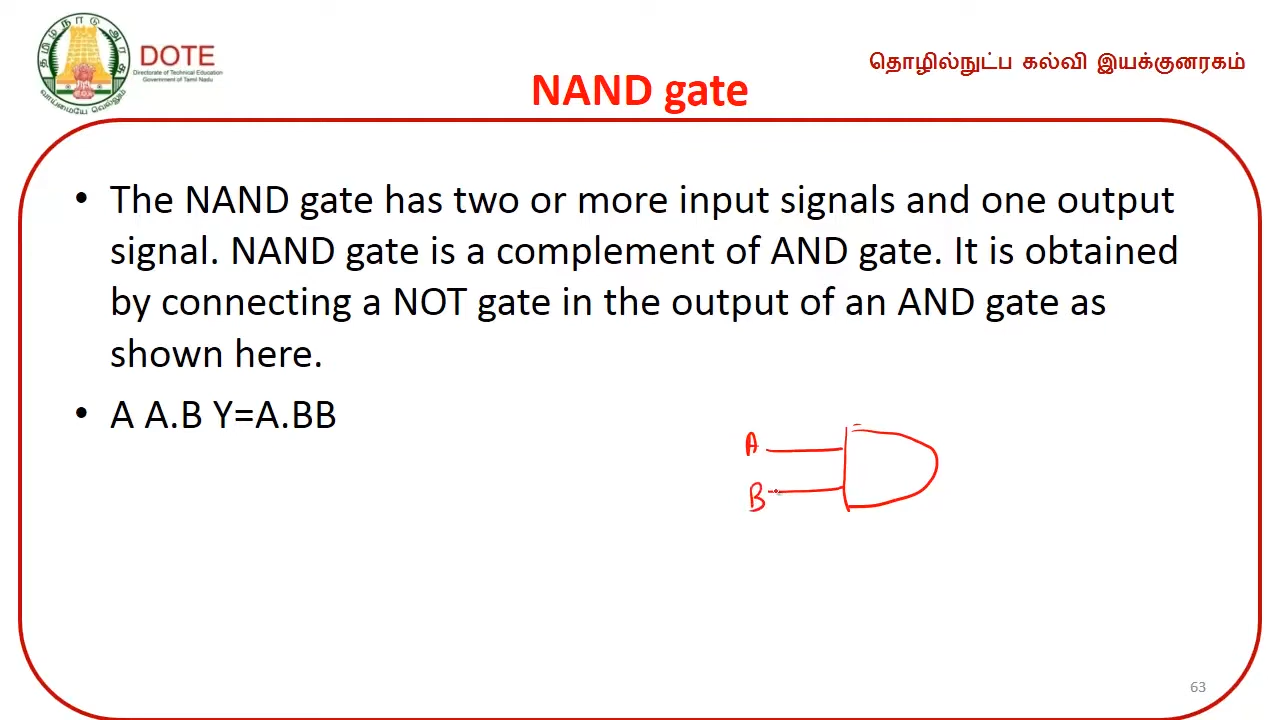 தமிழ்நாடு அரசு
வாய்மையே வெல்லும்
DOTE
Directorate of Technical Education
Government of Tamil Nadu
தொழில்நுட்ப கல்வி இயக்குனரகம்
NAND gate
• The NAND gate has two or more input signals and one output
signal. NAND gate is a complement of AND gate. It is obtained
by connecting a NOT gate in the output of an AND gate as
shown here.
• A A.B Y=A.BB
A
B
63